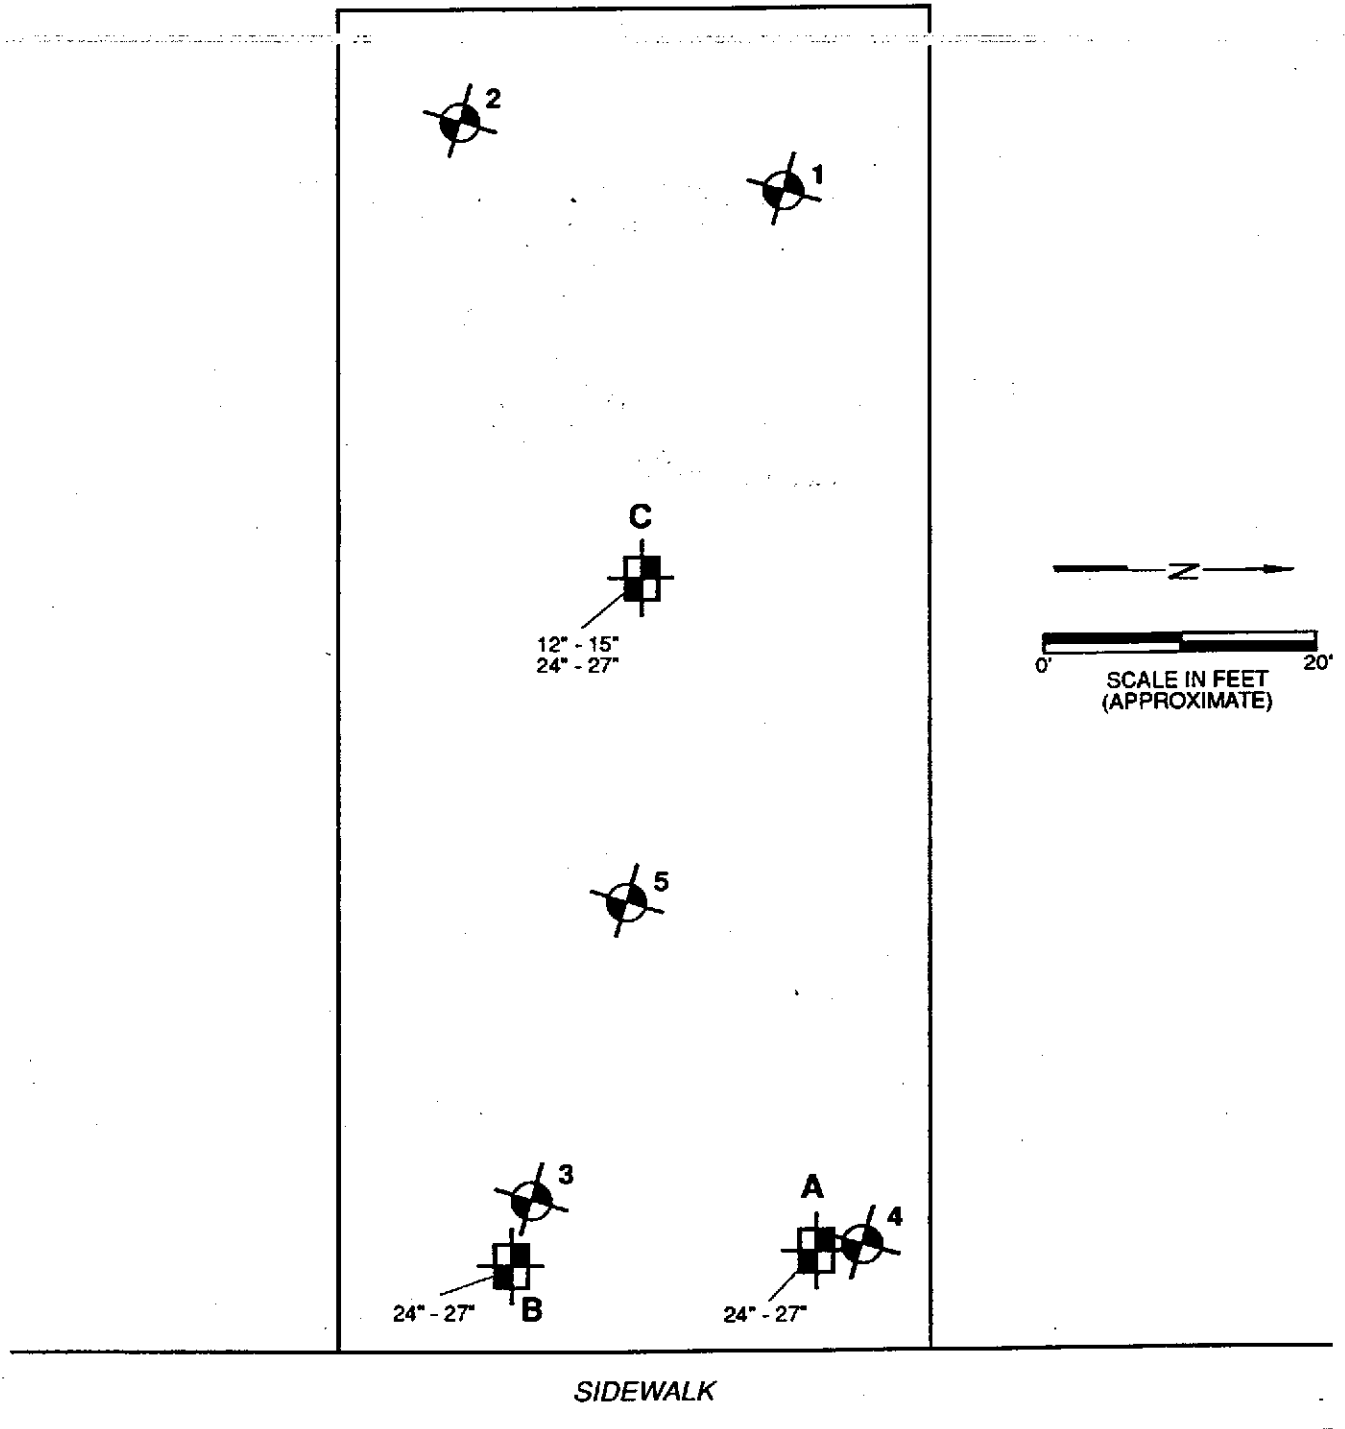 2
1
C
12" - 15"
24" - 27"
N
0' 20'
SCALE IN FEET
(APPROXIMATE)
5
3
A
4
24" - 27"
B
24" - 27"
SIDEWALK